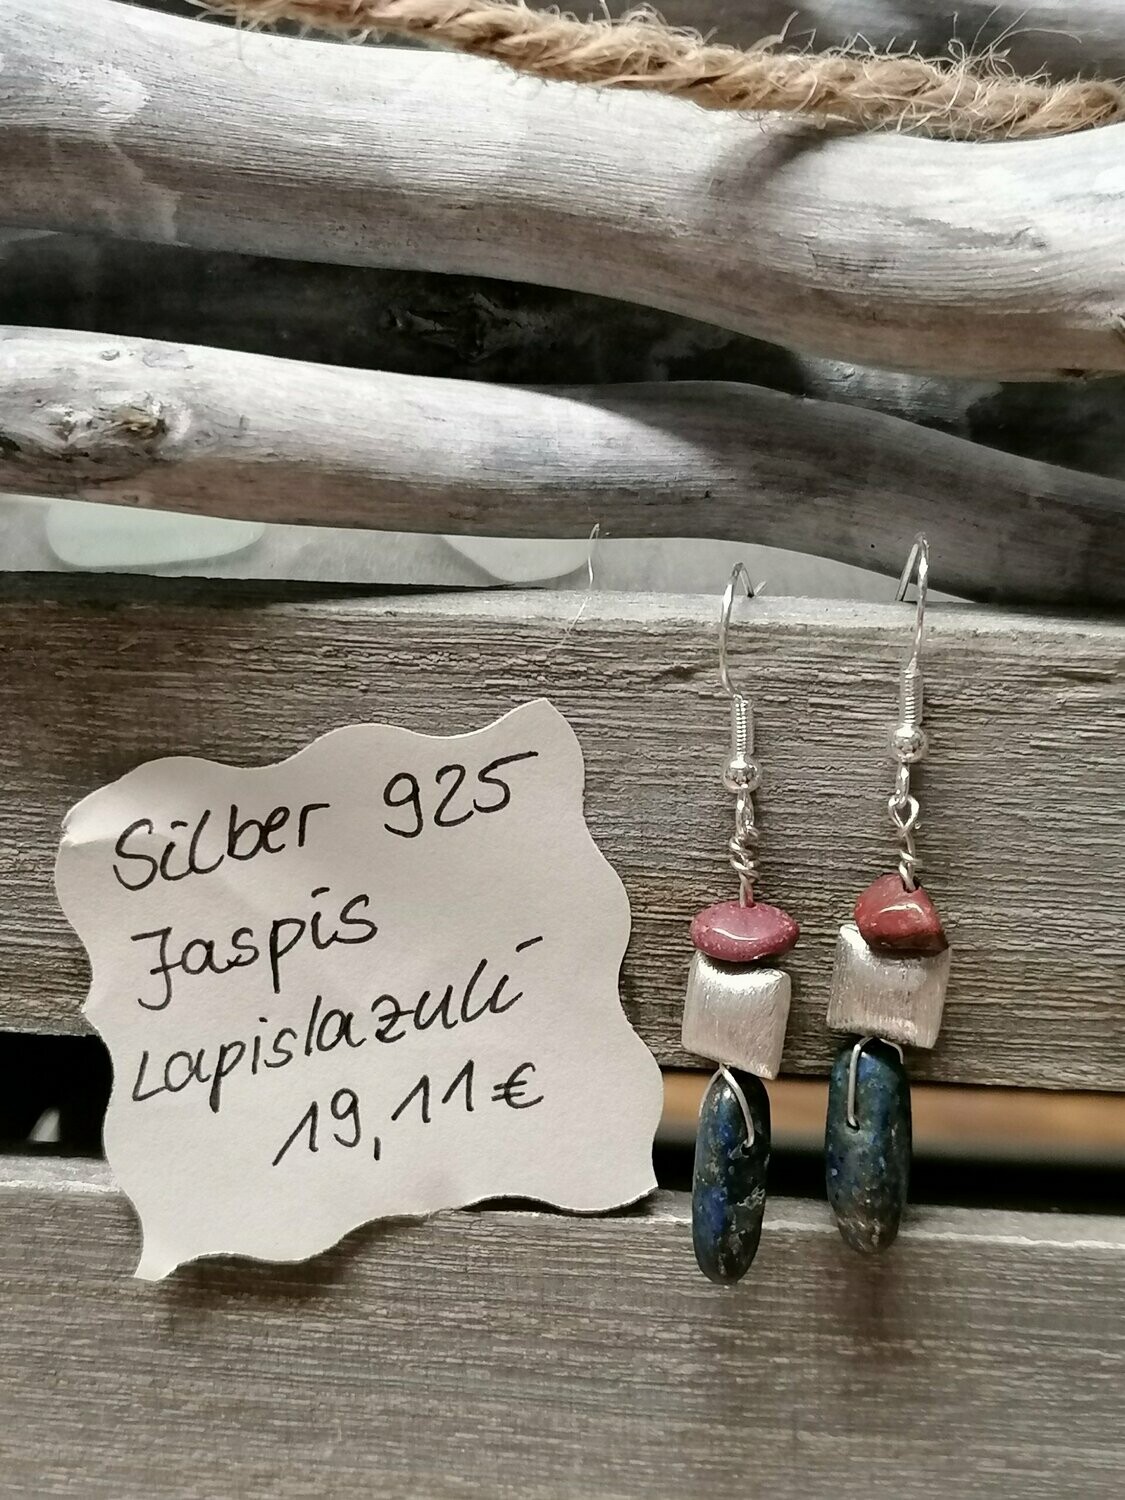 Silber 925
Jaspis
Lapislazuli
19,11 €